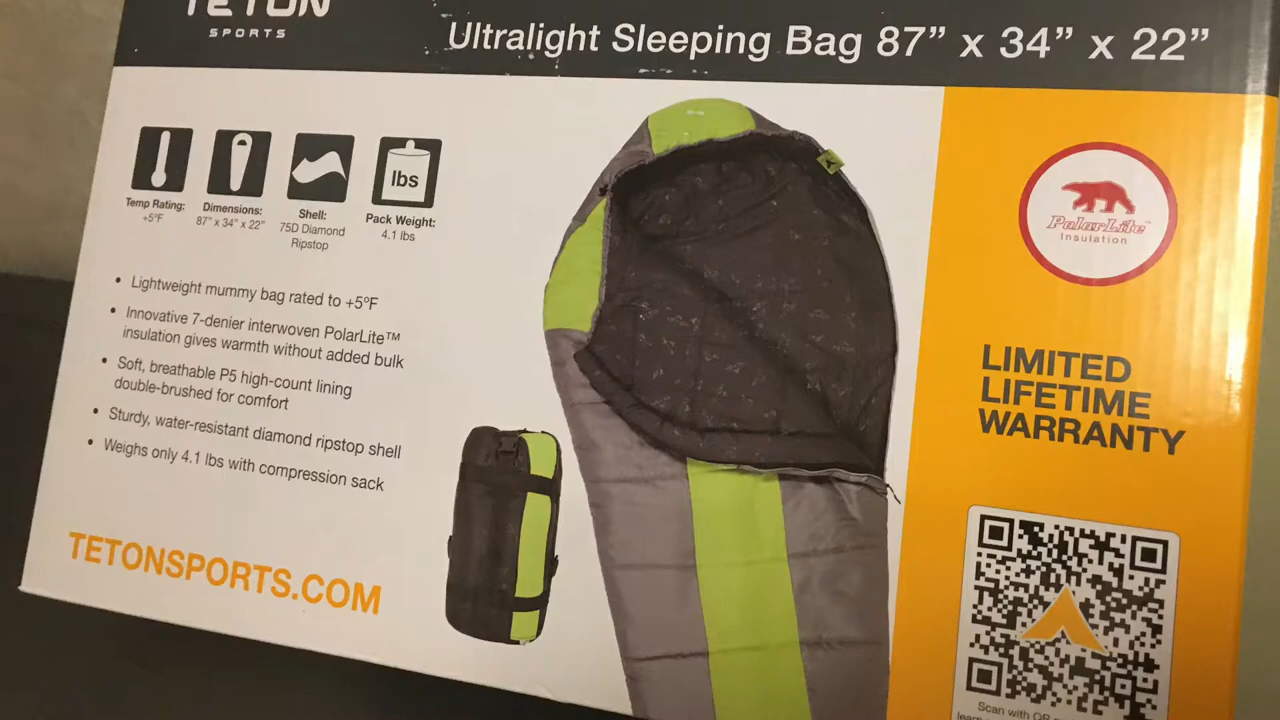 TETON
SPORTS
Ultralight Sleeping Bag 87” x 34” x 22”
Temp Rating:
+5°F
Dimensions:
87” x 34” x 22”
Shell:
75D Diamond
Ripstop
lbs
Pack Weight:
4.1 lbs
• Lightweight mummy bag rated to +5°F
• Innovative 7-denier interwoven PolarLite™
insulation gives warmth without added bulk
• Soft, breathable P5 high-count lining
double-brushed for comfort
• Sturdy, water-resistant diamond ripstop shell
• Weighs only 4.1 lbs with compression sack
TETONSPORTS.COM
PolarLite™
Insulation
LIMITED
LIFETIME
WARRANTY
Scan with QR